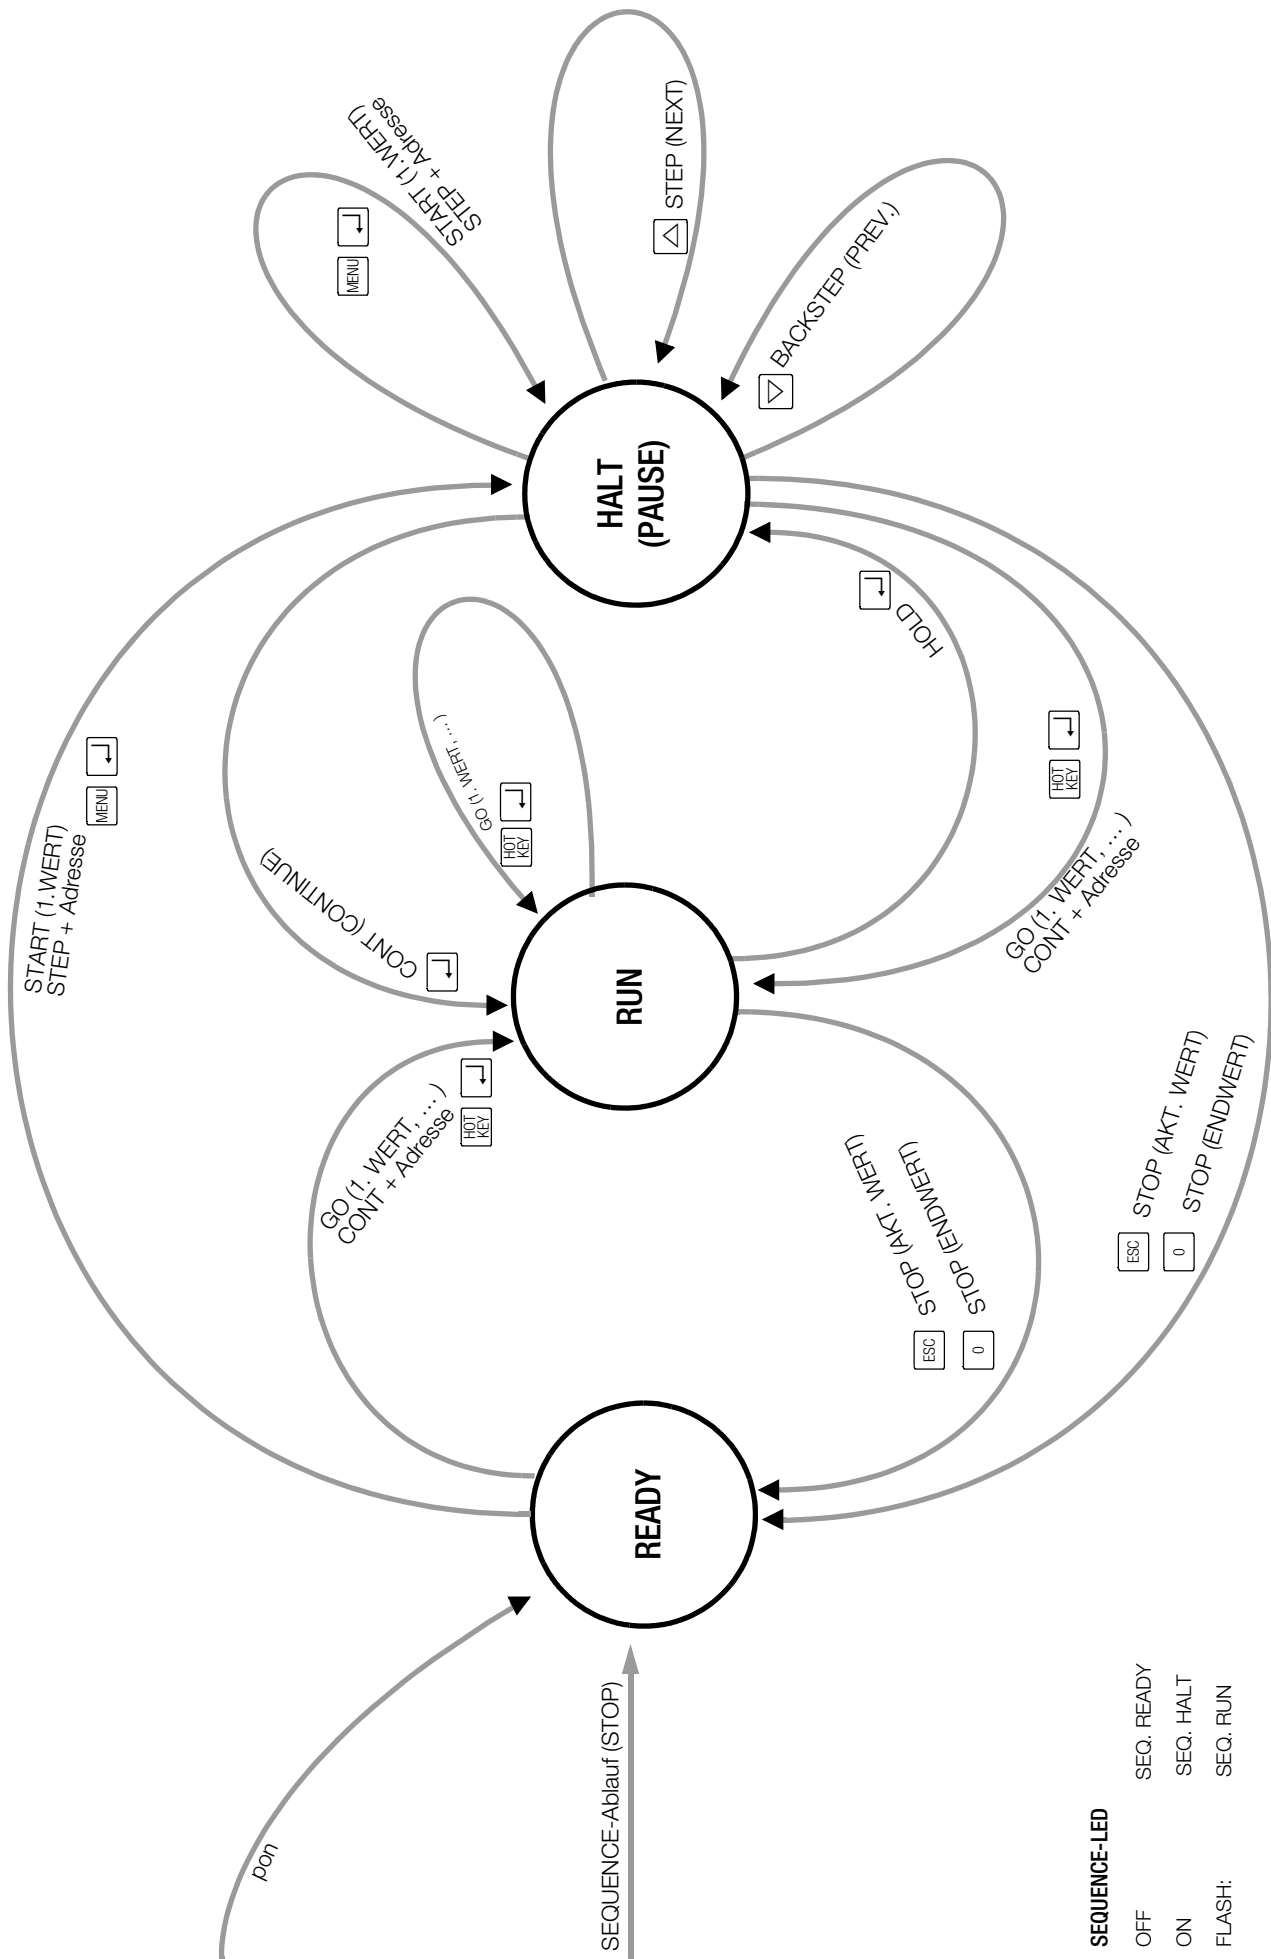 pon
SEQUENCE-Ablauf (STOP)
READY
START (1.WERT)
STEP + Adresse
MENU
GO (1. WERT, ... )
CONT + Adresse
HOT
KEY
CONT (CONTINUE)
RUN
GO (1. WERT, ... )
HOT
KEY
HALT
(PAUSE)
MENU
START (1.WERT)
STEP + Adresse
STEP (NEXT)
BACKSTEP (PREV.)
HOLD
HOT
KEY
GO (1. WERT, ... )
CONT + Adresse
ESC STOP (AKT. WERT)
0 STOP (ENDWERT)
ESC STOP (AKT. WERT)
0 STOP (ENDWERT)
SEQUENCE-LED
OFF SEQ. READY
ON SEQ. HALT
FLASH: SEQ. RUN